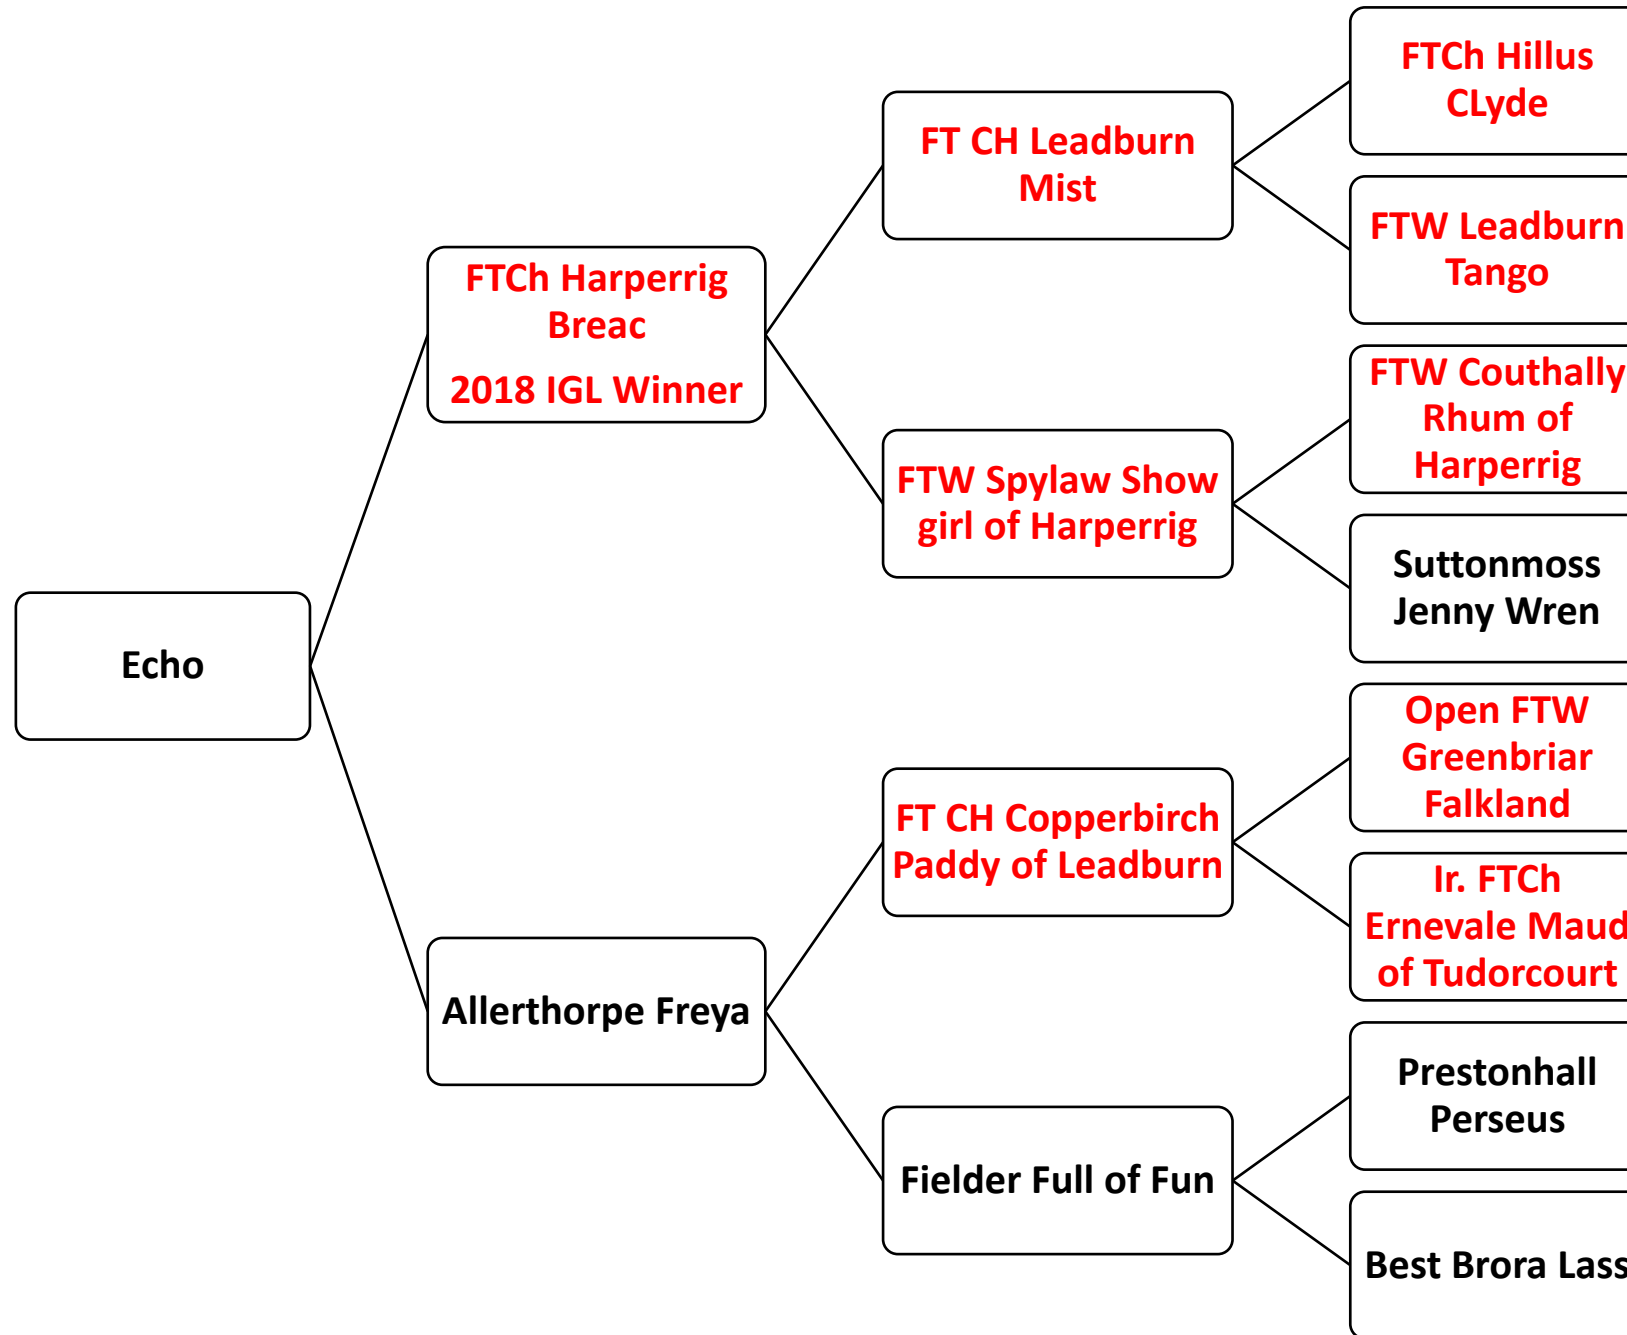 Echo
FTCh Harperrig
Breac
2018 IGL Winner
Allerthorpe Freya
FT CH Leadburn
Mist
FTW Spylaw Show
girl of Harperrig
FT CH Copperbirch
Paddy of Leadburn
Fielder Full of Fun
FTCh Hillus
CLyde
FTW Leadburn
Tango
FTW Couthally
Rhum of
Harperrig
Suttonmoss
Jenny Wren
Open FTW
Greenbriar
Falkland
Ir. FTCh
Ernevale Maud
of Tudorcourt
Prestonhall
Perseus
Best Brora Lass